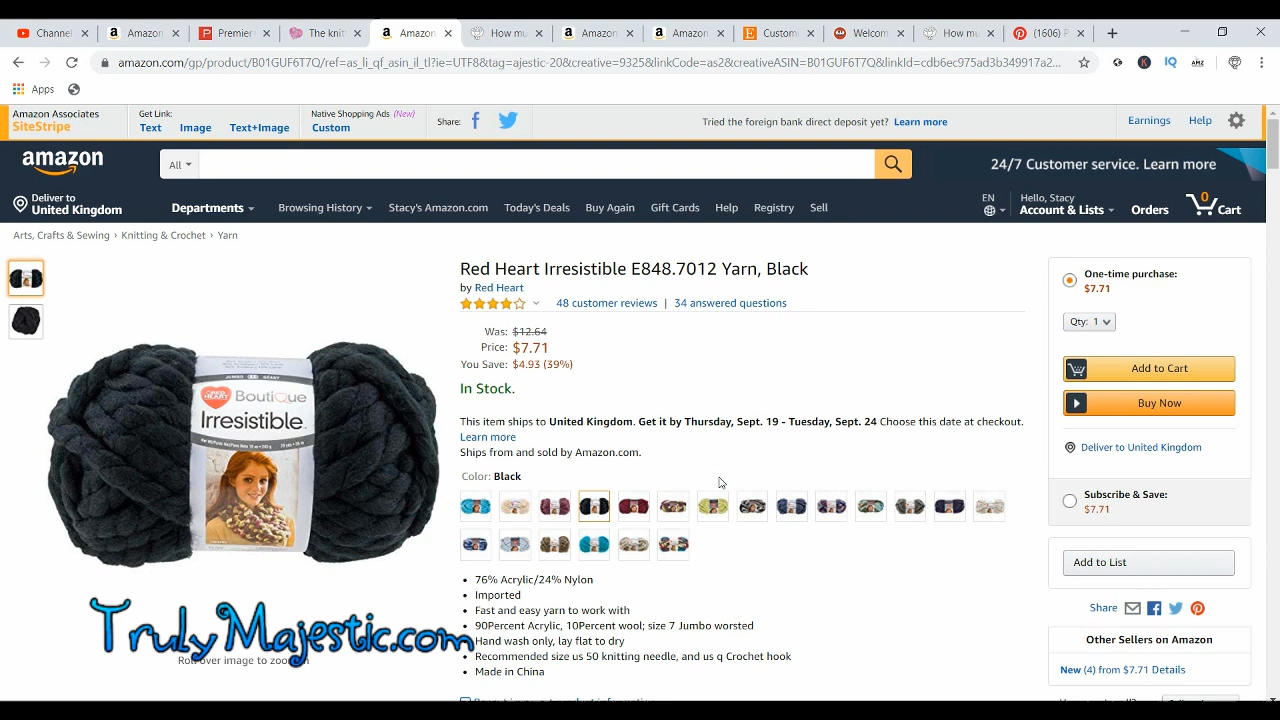 Channel
Amazon
Premier
The knit
Amazon
How mu
Amazon
Amazon
Custom
Welcom
How mu
(1606) P
amazon.com/gp/product/B01GUF6T7Q/ref=as_li_qf_asin_il_tl?ie=UTF8&tag=ajestic-20&creative=9325&linkCode=as2&creativeASIN=B01GUF6T7Q&linkId=cdb6ec975ad3b349917a2...
Apps
Amazon Associates
SiteStripe
Get Link:
Text Image Text+Image
Native Shopping Ads (New)
Custom
Share:
Tried the foreign bank direct deposit yet? Learn more
Earnings Help
amazon
All
24/7 Customer service. Learn more
Deliver to
United Kingdom
Departments
Browsing History
Stacy's Amazon.com
Today's Deals
Buy Again
Gift Cards
Help
Registry
Sell
EN
Hello, Stacy
Account & Lists
Orders
0
Cart
Arts, Crafts & Sewing › Knitting & Crochet › Yarn
Red Heart Irresistible E848.7012 Yarn, Black
by Red Heart
48 customer reviews | 34 answered questions
Was: $12.64
Price: $7.71
You Save: $4.93 (39%)
In Stock.
This item ships to United Kingdom. Get it by Thursday, Sept. 19 - Tuesday, Sept. 24 Choose this date at checkout.
Learn more
Ships from and sold by Amazon.com.
Color: Black
76% Acrylic/24% Nylon
Imported
Fast and easy yarn to work with
90Percent Acrylic, 10Percent wool; size 7 Jumbo worsted
Hand wash only, lay flat to dry
Recommended size us 50 knitting needle, and us q Crochet hook
Made in China
RED HEART
Boutique
Irresistible
TrulyMajestic.com
Roll over image to zoom in
One-time purchase:
$7.71
Qty: 1
Add to Cart
Buy Now
Deliver to United Kingdom
Subscribe & Save:
$7.71
Add to List
Share
Other Sellers on Amazon
New (4) from $7.71 Details